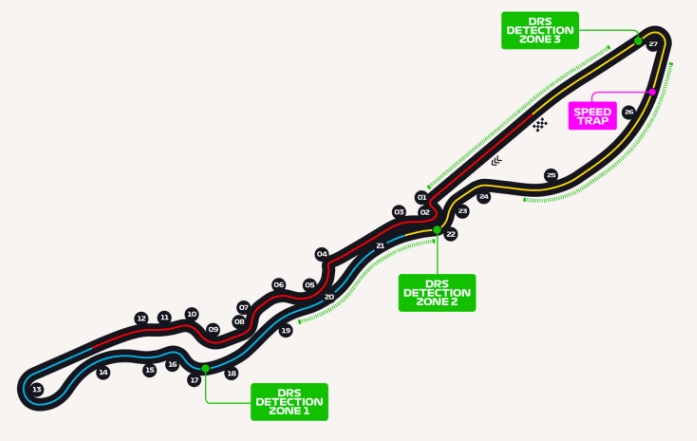 DRS
DETECTION
ZONE 3
27
SPEED
TRAP
26
25
01
24
03
02
23
22
21
04
DRS
DETECTION
ZONE 2
06
05
20
07
12
11
10
08
09
19
16
15
14
17
18
13
DRS
DETECTION
ZONE 1